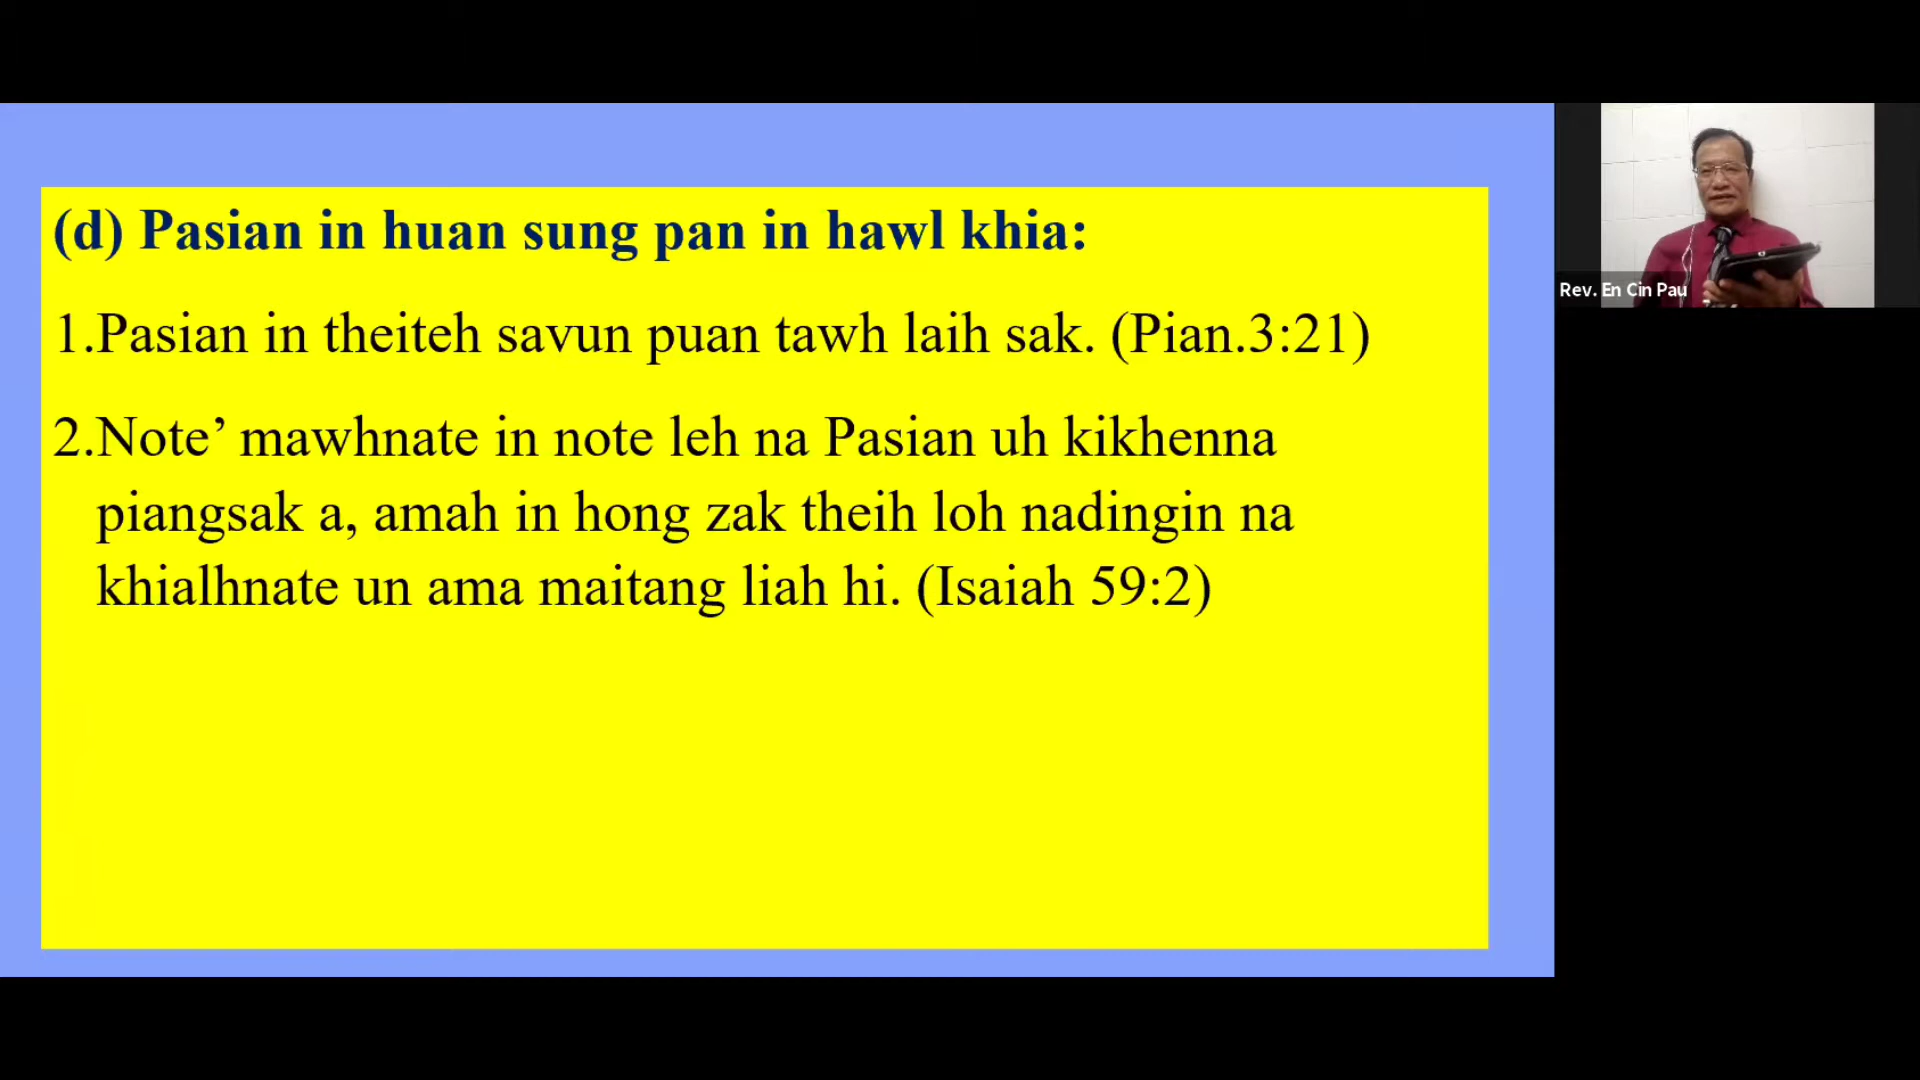 (d) Pasian in huan sung pan in hawl khia:
1.Pasian in theiteh savun puan tawh laih sak. (Pian.3:21)
2.Note’ mawhnate in note leh na Pasian uh kikhenna
piangsak a, amah in hong zak theih loh nadingin na
khialhnate un ama maitang liah hi. (Isaiah 59:2)
Rev. En Cin Pau